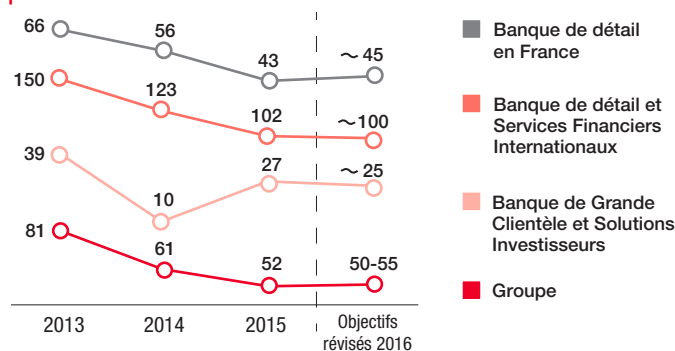 66 56 43 ~45
150 123 102 ~100
39 10 27 ~25
81 61 52 50-55
2013 2014 2015 Objectifs
révisés 2016
Banque de détail
en France
Banque de détail et
Services Financiers
Internationaux
Banque de Grande
Clientèle et Solutions
Investisseurs
Groupe